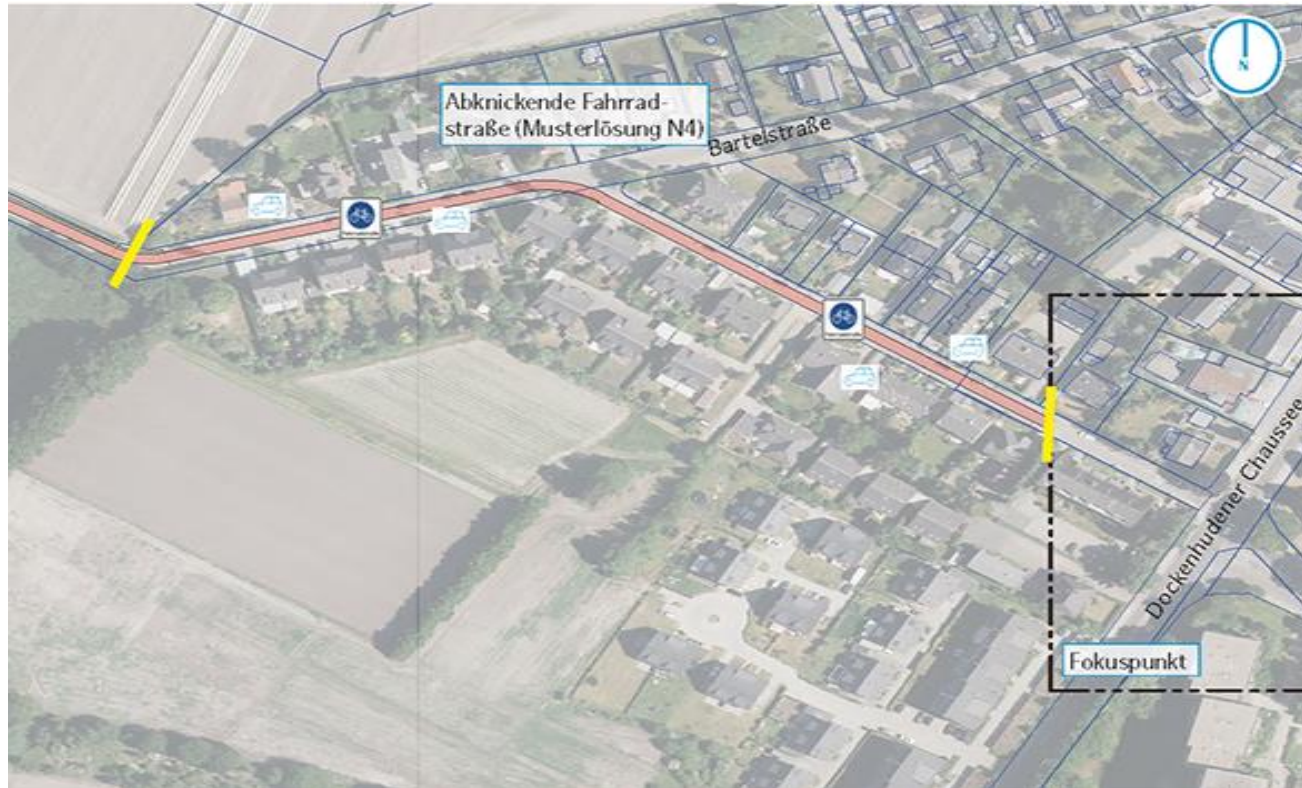 N
Abknickende Fahrrad-
straße (Musterlösung N4)
Bartelstraße
Dockenhudener Chaussee
Fokuspunkt